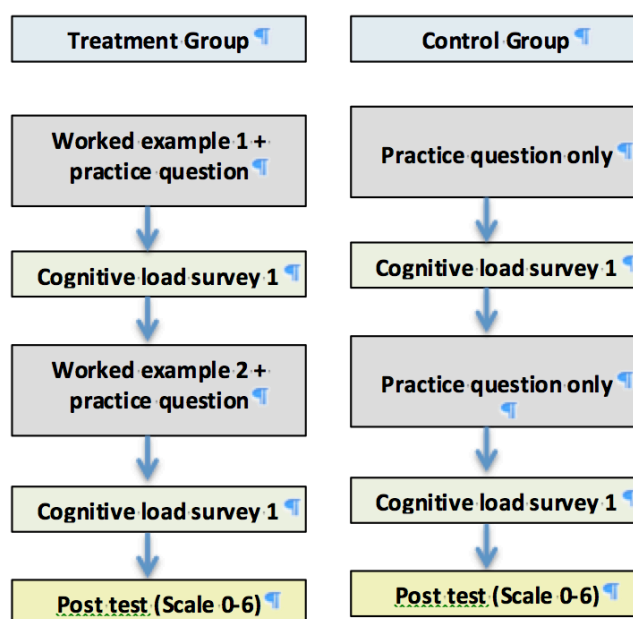 Treatment Group ¶
Worked example 1 +
practice question ¶
Cognitive load survey 1 ¶
Worked example 2 +
practice question ¶
Cognitive load survey 1 ¶
Post test (Scale 0-6) ¶
Control Group ¶
Practice question only ¶
Cognitive load survey 1 ¶
Practice question only ¶
¶
Cognitive load survey 1 ¶
Post test (Scale 0-6) ¶